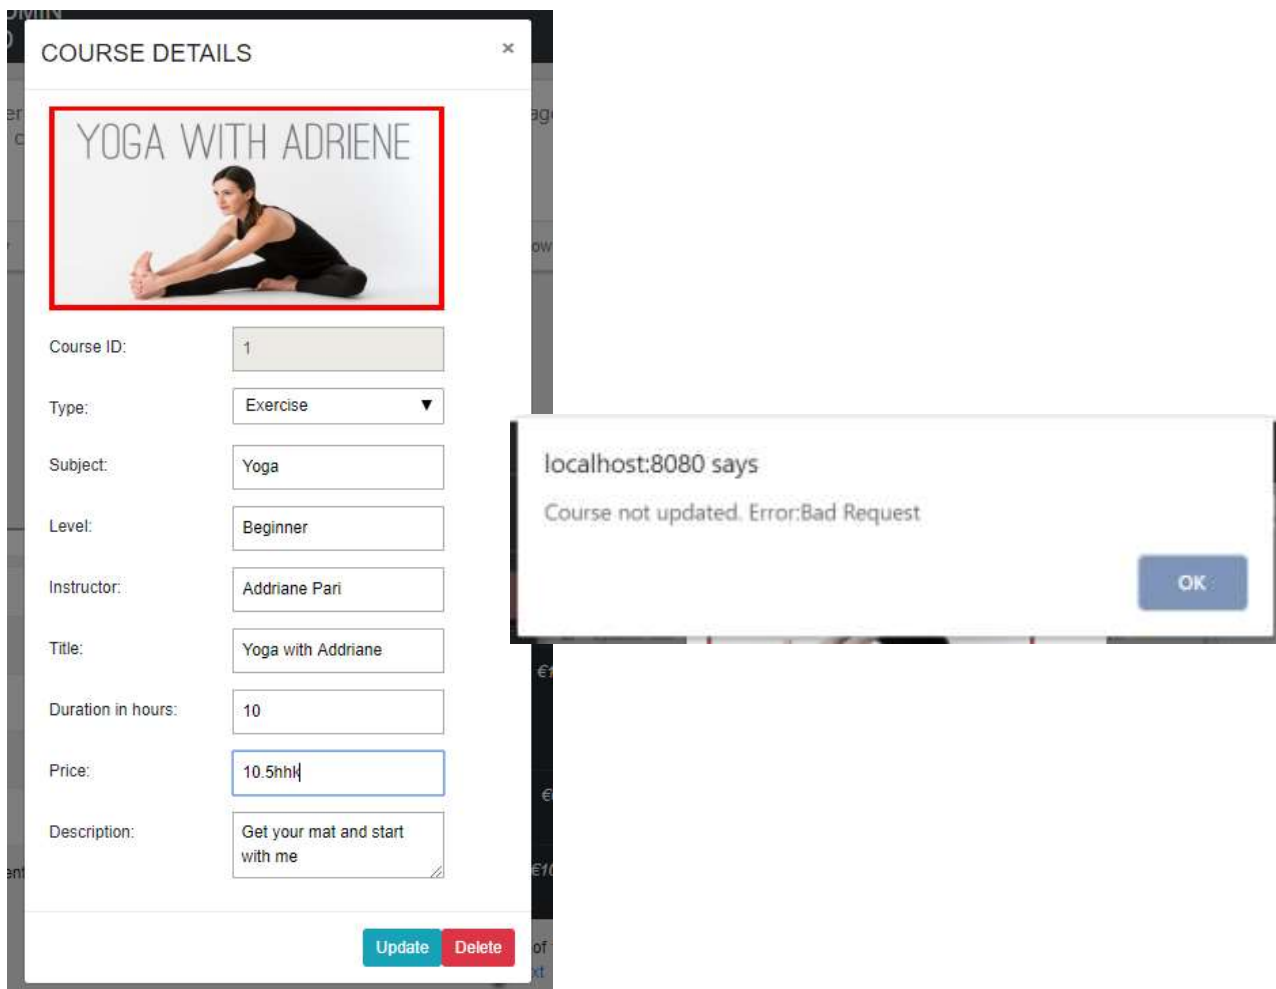 COURSE DETAILS ×
YOGA WITH ADRIENE
Course ID: 1
Type: Exercise
Subject: Yoga
Level: Beginner
Instructor: Addriane Pari
Title: Yoga with Addriane
Duration in hours: 10
Price: 10.5hhk
Description: Get your mat and start
with me
Update Delete
localhost:8080 says
Course not updated. Error:Bad Request
OK